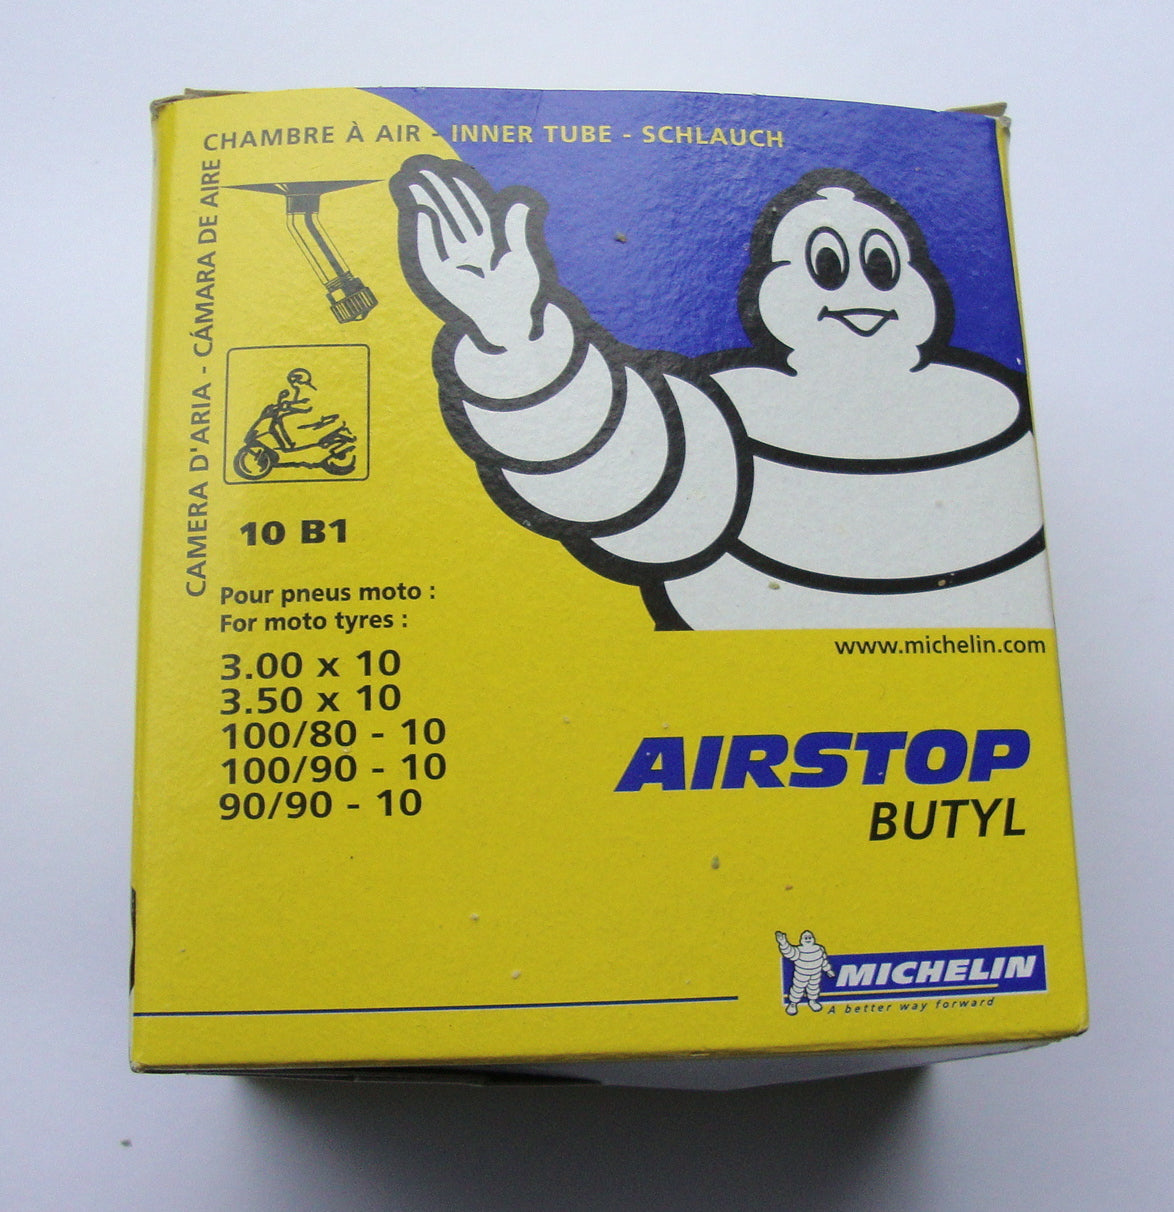 CHAMBRE À AIR - INNER TUBE - SCHLAUCH
CAMERA D'ARIA - CÁMARA DE AIRE
10 B1
Pour pneus moto :
For moto tyres :
3.00 x 10
3.50 x 10
100/80 - 10
100/90 - 10
90/90 - 10
www.michelin.com
AIRSTOP
BUTYL
MICHELIN
A better way forward